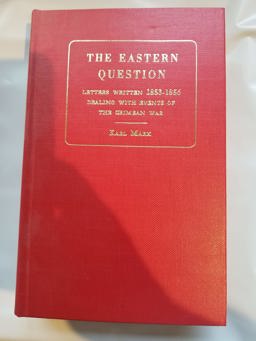 THE EASTERN
QUESTION
LETTERS WRITTEN 1853-1856
DEALING WITH EVENTS OF
THE CRIMEAN WAR
KARL MARX